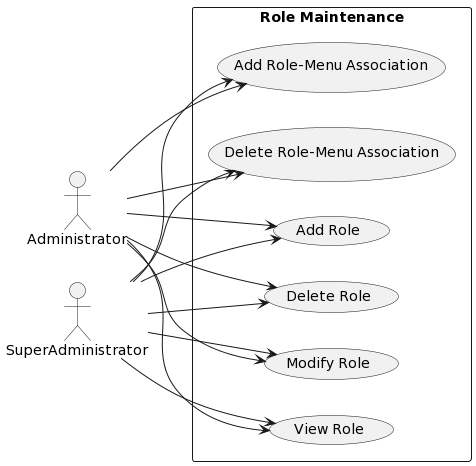 Role Maintenance
Add Role-Menu Association
Delete Role-Menu Association
Administrator
Add Role
Delete Role
SuperAdministrator
Modify Role
View Role